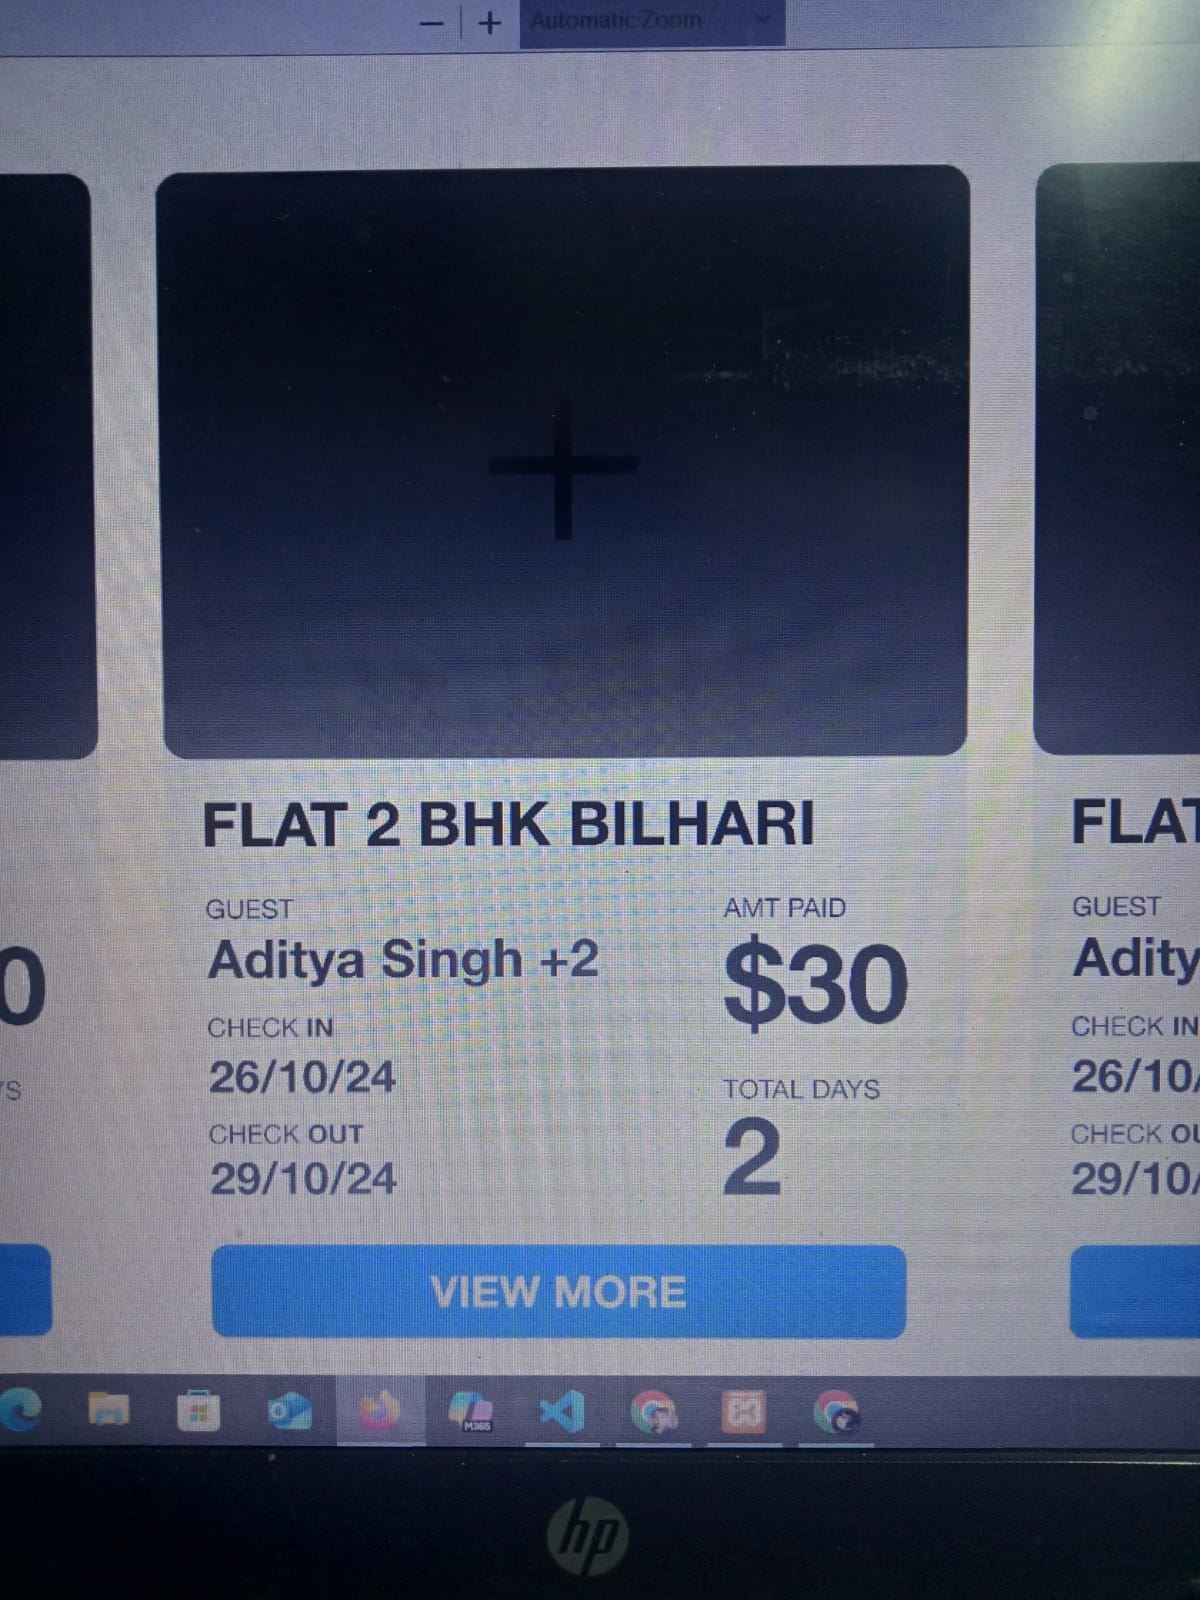 − + Automatic Zoom
FLAT 2 BHK BILHARI
GUEST
Aditya Singh +2
CHECK IN
26/10/24
CHECK OUT
29/10/24
AMT PAID
$30
TOTAL DAYS
2
VIEW MORE
0
YS
FLAT
GUEST
Adity
CHECK IN
26/10/
CHECK OU
29/10/
M365
hp